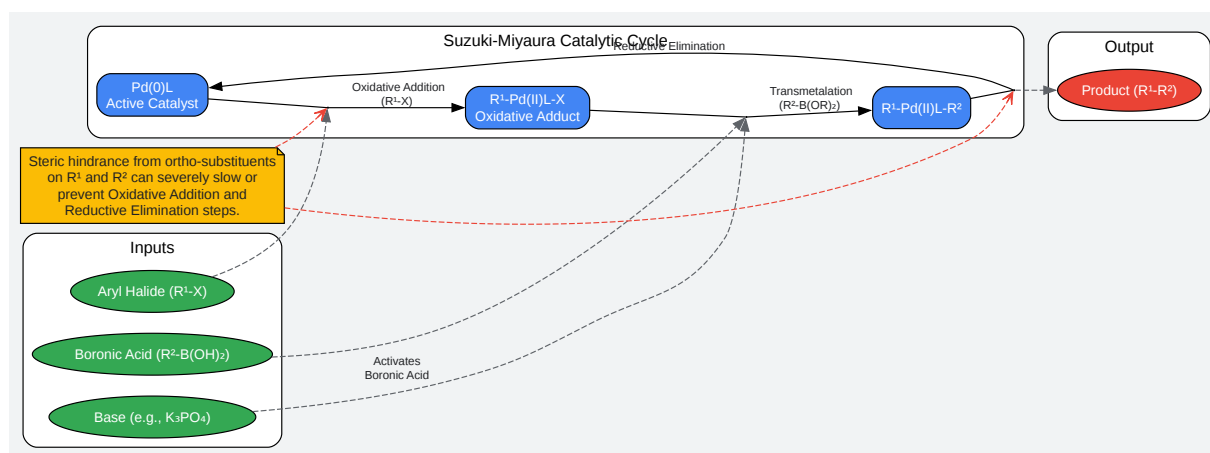 Suzuki-Miyaura Catalytic Cycle
Reductive Elimination
Output
Pd(0)L
Active Catalyst
Oxidative Addition
(R¹-X)
R¹-Pd(II)L-X
Oxidative Adduct
Transmetalation
(R²-B(OR)₂)
R¹-Pd(II)L-R²
Product (R¹-R²)
Steric hindrance from ortho-substituents
on R¹ and R² can severely slow or
prevent Oxidative Addition and
Reductive Elimination steps.
Inputs
Aryl Halide (R¹-X)
Boronic Acid (R²-B(OH)₂)
Activates
Boronic Acid
Base (e.g., K₃PO₄)